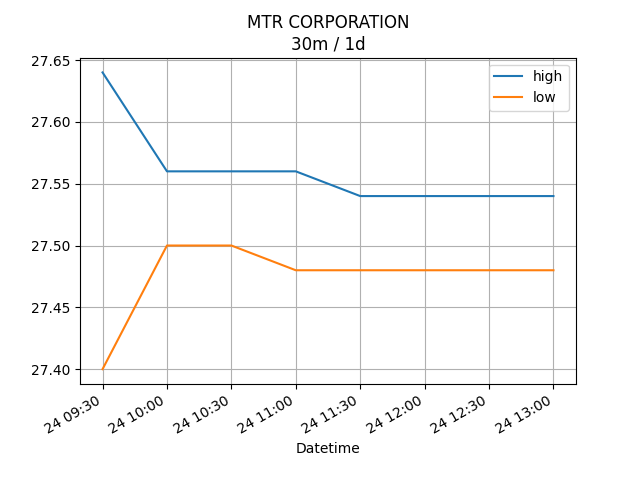 MTR CORPORATION
30m / 1d
27.65
27.60
27.55
27.50
27.45
27.40
high
low
24 09:30
24 10:00
24 10:30
24 11:00
24 11:30
24 12:00
24 12:30
24 13:00
Datetime